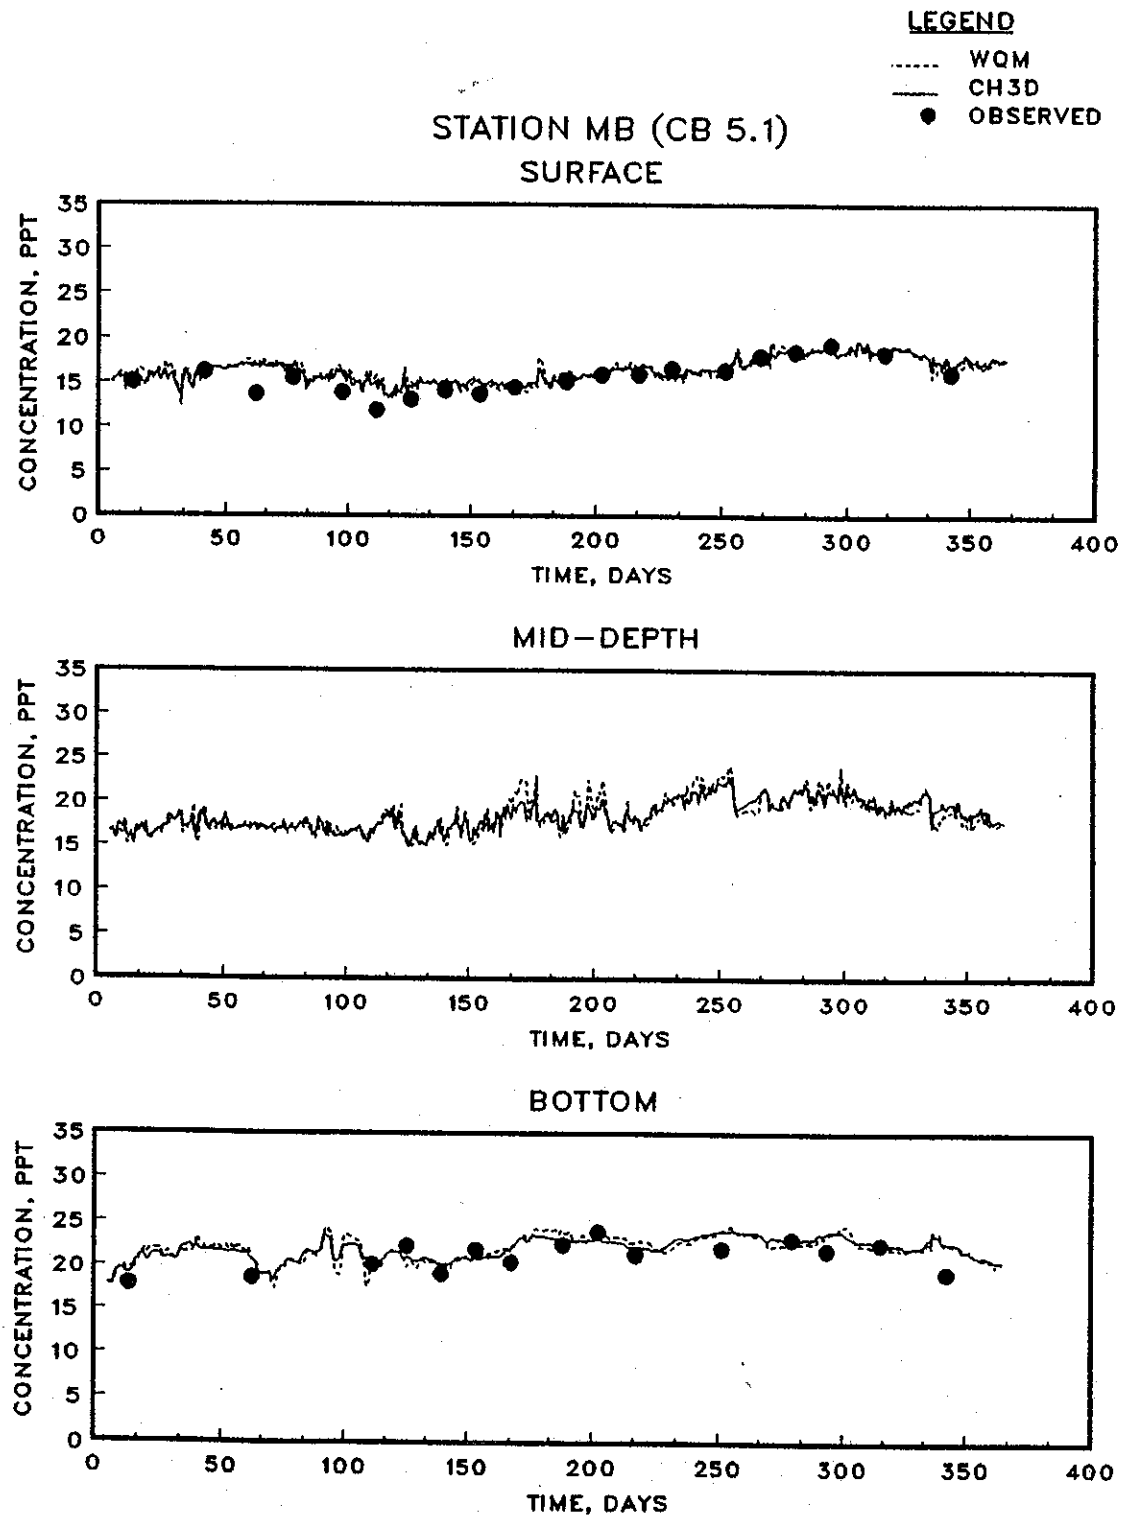 LEGEND
WQM
CH3D
OBSERVED
STATION MB (CB 5.1)
SURFACE
CONCENTRATION, PPT
35
30
25
20
15
10
5
0
0 50 100 150 200 250 300 350 400
TIME, DAYS
MID-DEPTH
CONCENTRATION, PPT
35
30
25
20
15
10
5
0
0 50 100 150 200 250 300 350 400
TIME, DAYS
BOTTOM
CONCENTRATION, PPT
35
30
25
20
15
10
5
0
0 50 100 150 200 250 300 350 400
TIME, DAYS